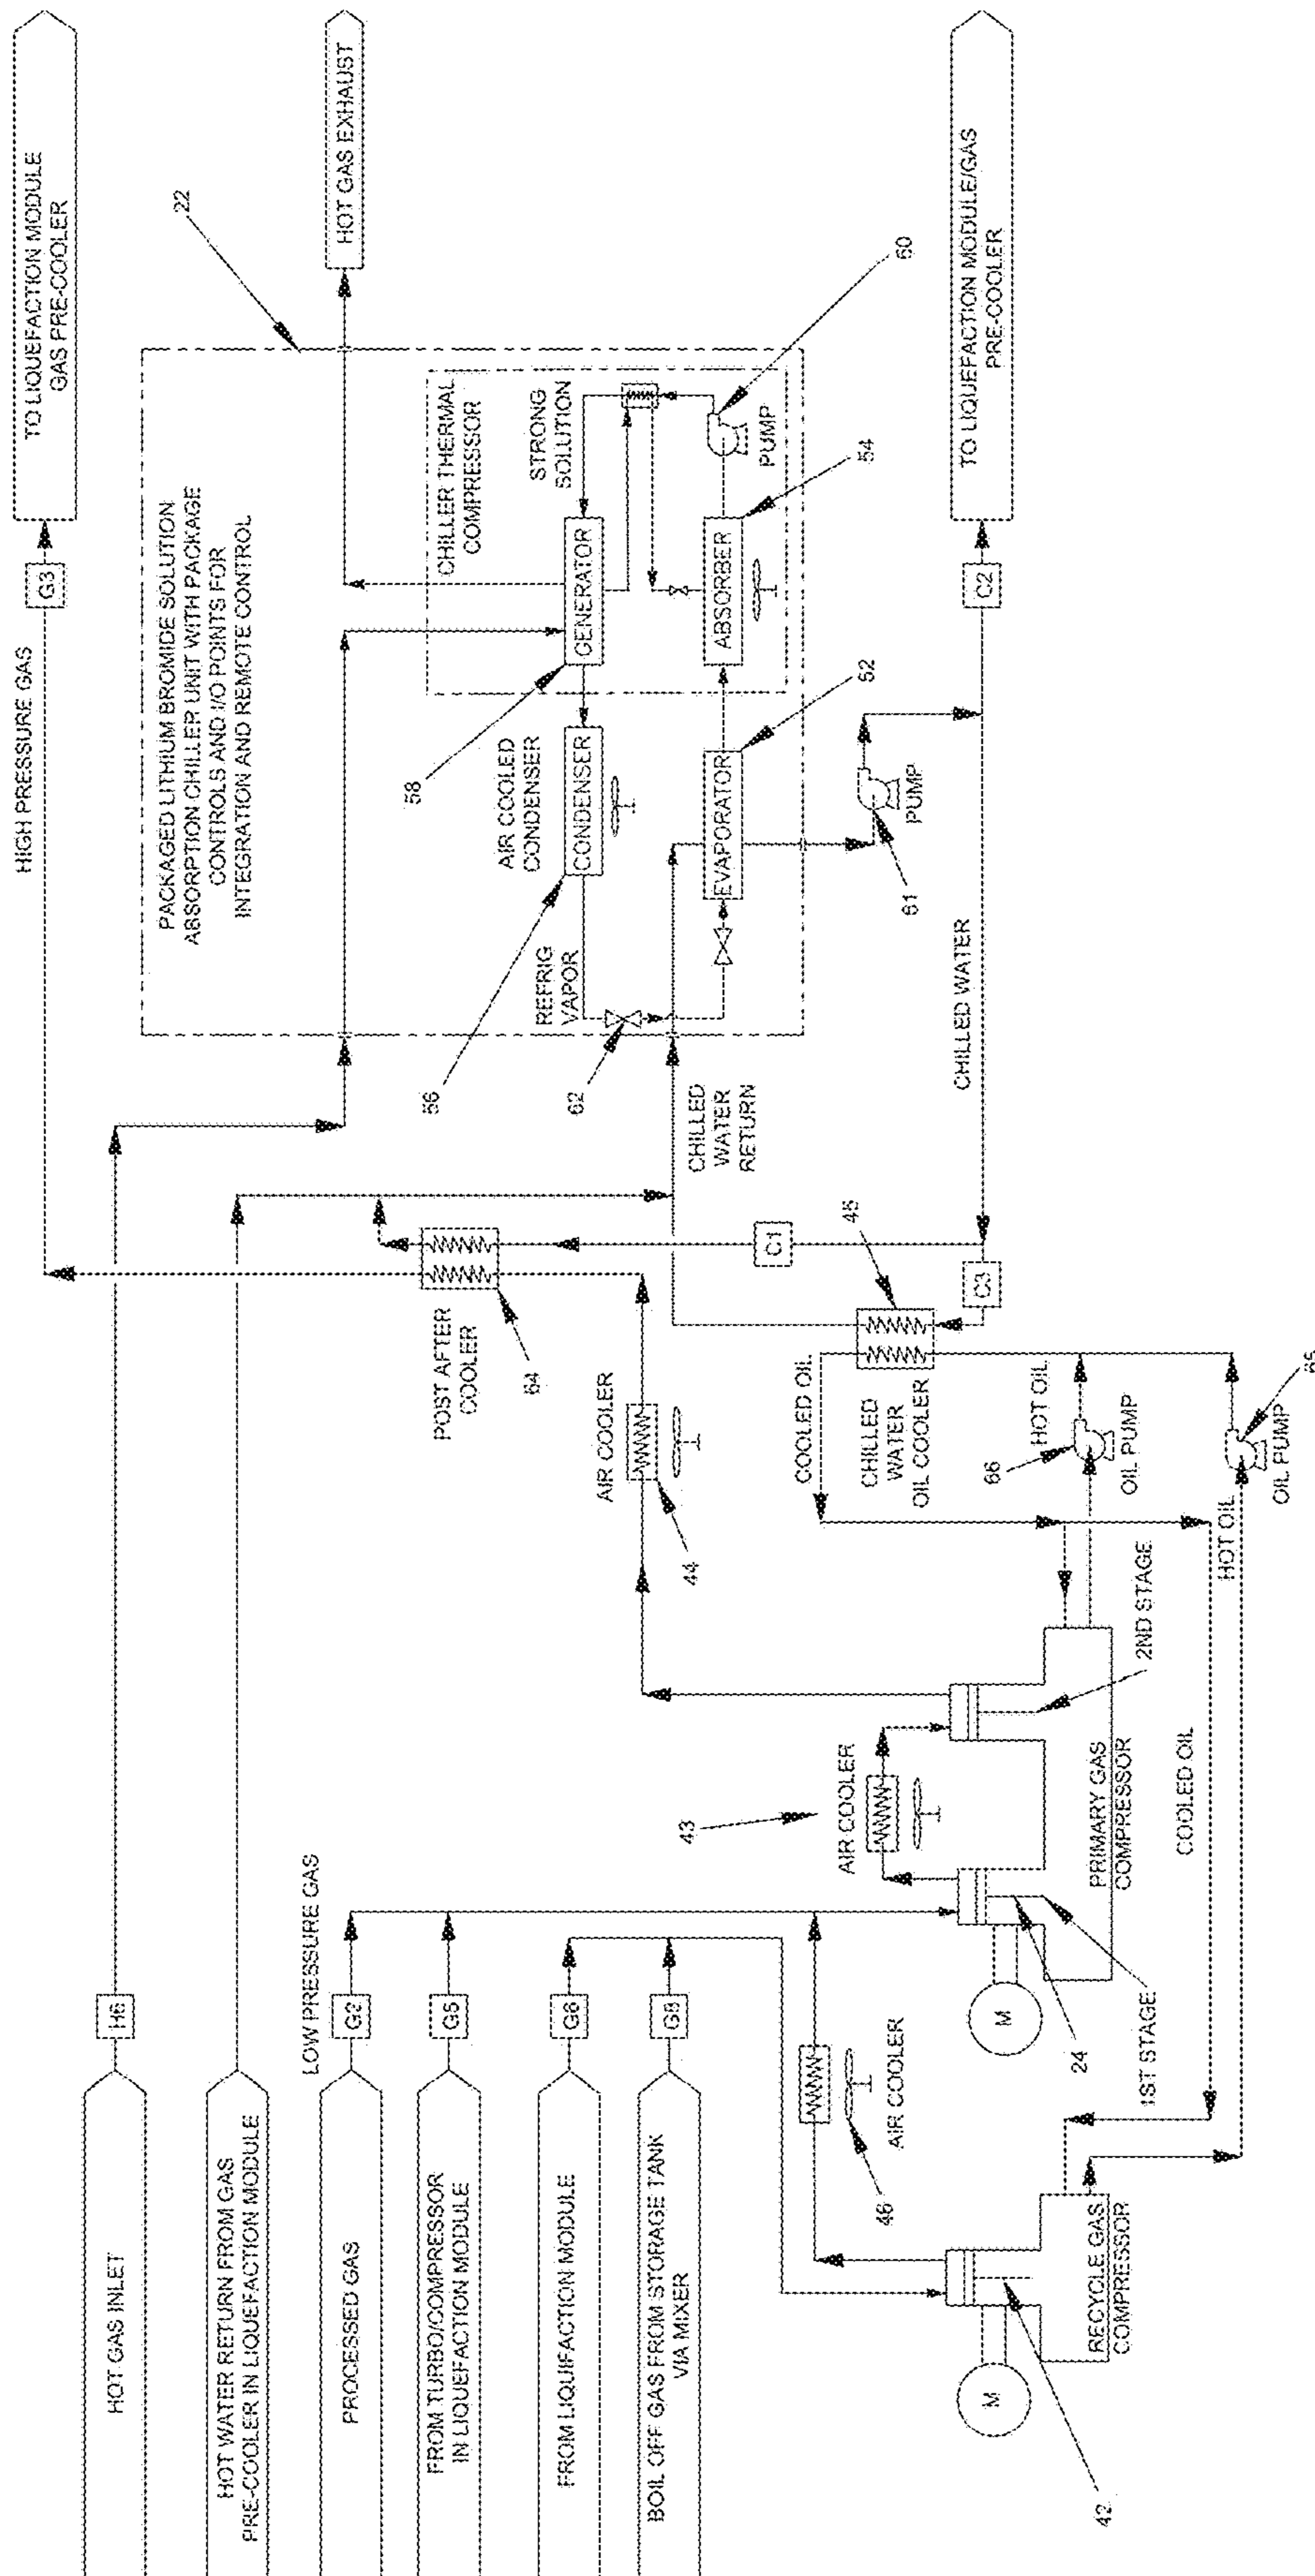 HOT GAS INLET
H6
HOT WATER RETURN FROM GAS
PRE-COOLER IN LIQUEFACTION MODULE
LOW PRESSURE GAS
PROCESSED GAS
G2
FROM TURBO/COMPRESSOR
IN LIQUEFACTION MODULE
G5
FROM LIQUIFACTION MODULE
G6
BOIL OFF GAS FROM STORAGE TANK
VIA MIXER
G8
HIGH PRESSURE GAS
G3
TO LIQUEFACTION MODULE
GAS PRE-COOLER
HOT GAS EXHAUST
22
PACKAGED LITHIUM BROMIDE SOLUTION
ABSORPTION CHILLER UNIT WITH PACKAGE
CONTROLS AND I/O POINTS FOR
INTEGRATION AND REMOTE CONTROL
CHILLER THERMAL
COMPRESSOR
STRONG
SOLUTION
GENERATOR
58
AIR COOLED
CONDENSER
CONDENSER
56
REFRIG
VAPOR
62
PUMP
60
ABSORBER
54
EVAPORATOR
52
PUMP
61
CHILLED
WATER
RETURN
CHILLED WATER
C2
TO LIQUEFACTION MODULE/GAS
PRE-COOLER
POST AFTER
COOLER
64
C1
C3
45
AIR COOLER
44
COOLED OIL
CHILLED
WATER
OIL COOLER
HOT OIL
66
OIL PUMP
HOT OIL
OIL PUMP
2ND STAGE
43
AIR COOLER
PRIMARY GAS
COMPRESSOR
COOLED OIL
M
24
1ST STAGE
46
AIR COOLER
RECYCLE GAS
COMPRESSOR
M
42